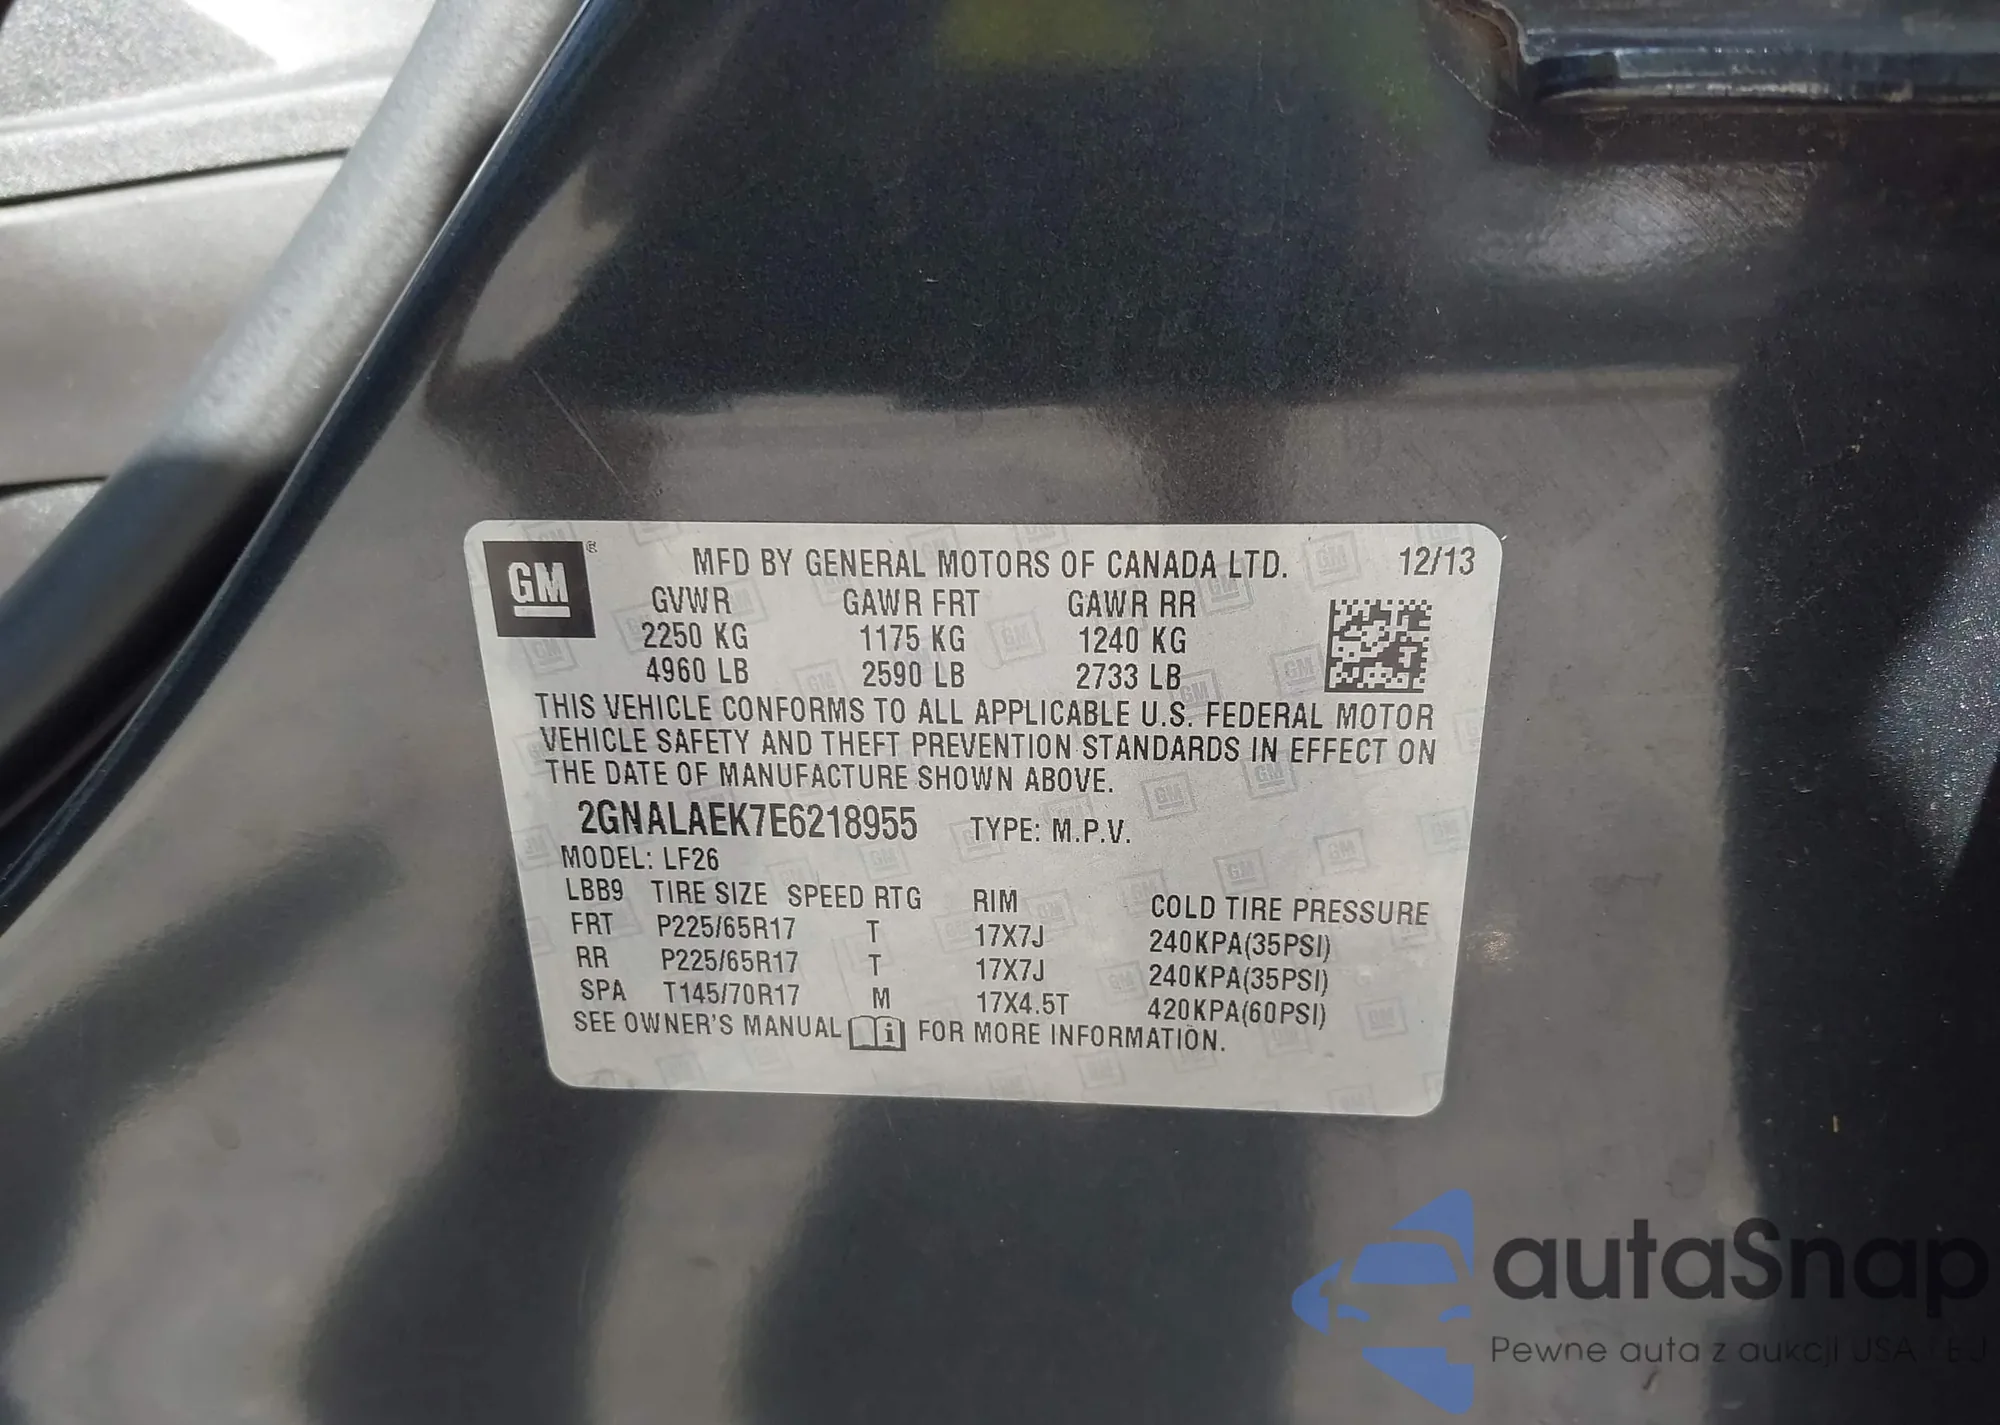 GM ®
MFD BY GENERAL MOTORS OF CANADA LTD. 12/13
GVWR GAWR FRT GAWR RR
2250 KG 1175 KG 1240 KG
4960 LB 2590 LB 2733 LB
THIS VEHICLE CONFORMS TO ALL APPLICABLE U.S. FEDERAL MOTOR
VEHICLE SAFETY AND THEFT PREVENTION STANDARDS IN EFFECT ON
THE DATE OF MANUFACTURE SHOWN ABOVE.
2GNALAEK7E6218955 TYPE: M.P.V.
MODEL: LF26
LBB9 TIRE SIZE SPEED RTG RIM COLD TIRE PRESSURE
FRT P225/65R17 T 17X7J 240KPA(35PSI)
RR P225/65R17 T 17X7J 240KPA(35PSI)
SPA T145/70R17 M 17X4.5T 420KPA(60PSI)
SEE OWNER'S MANUAL i FOR MORE INFORMATION.
autaSnap
Pewne auta z aukcji USA i EJ